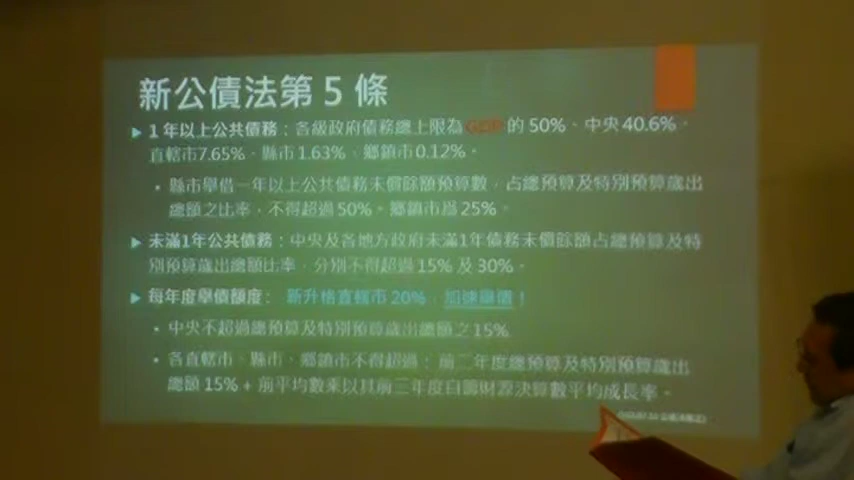 新公債法第 5 條
1 年以上公共債務：各級政府債務總上限為 GDP 的 50%、中央 40.6%、
直轄市7.65%、縣市 1.63%、鄉鎮市 0.12%。
縣市舉借一年以上公共債務未償餘額預算數，占總預算及特別預算歲出
總額之比率，不得超過 50%。鄉鎮市為 25%。
未滿1年公共債務：中央及各地方政府未滿1年債務未償餘額占總預算及特
別預算歲出總額比率，分別不得超過 15% 及 30%。
每年度舉債額度： 新升格直轄市 20%，加速舉債！
中央不超過總預算及特別預算歲出總額之15%
各直轄市、縣市、鄉鎮市不得超過：前二年度總預算及特別預算歲出
總額 15% + 前平均數乘以其前三年度自籌財源決算數平均成長率。